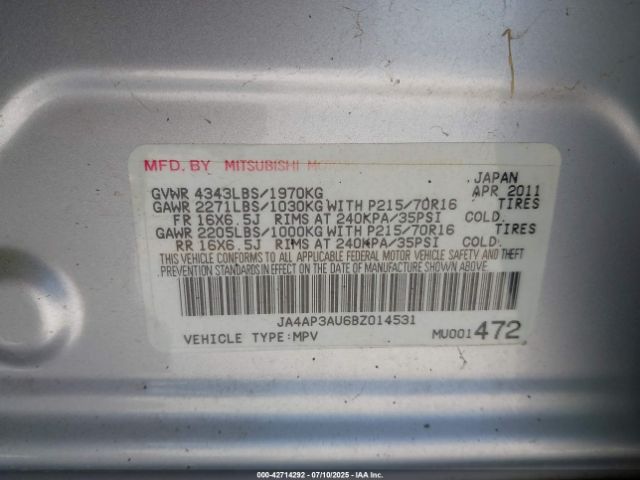 MFD. BY MITSUBISHI
JAPAN
GVWR 4343LBS/1970KG APR 2011
GAWR 2271LBS/1030KG WITH P215/70R16 TIRES
FR 16X6.5J RIMS AT 240KPA/35PSI COLD.
GAWR 2205LBS/1000KG WITH P215/70R16 TIRES
RR 16X6.5J RIMS AT 240KPA/35PSI COLD.
THIS VEHICLE CONFORMS TO ALL APPLICABLE FEDERAL MOTOR VEHICLE SAFETY AND THEFT
PREVENTION STANDARDS IN EFFECT ON THE DATE OF MANUFACTURE SHOWN ABOVE.
JA4AP3AU6BZ014531
VEHICLE TYPE:MPV MU001472
000-42714292 - 07/10/2025 - IAA Inc.